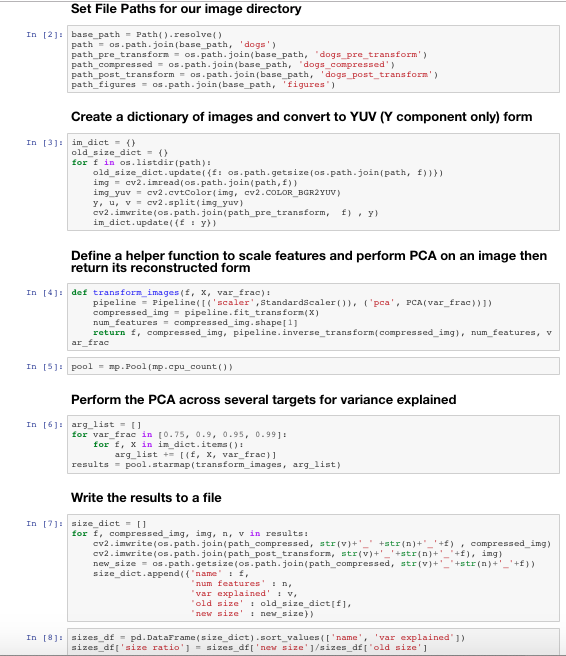 Set File Paths for our image directory
In [2]: base_path = Path().resolve()
path = os.path.join(base_path, 'dogs')
path_pre_transform = os.path.join(base_path, 'dogs_pre_transform')
path_compressed = os.path.join(base_path, 'dogs_compressed')
path_post_transform = os.path.join(base_path, 'dogs_post_transform')
path_figures = os.path.join(base_path, 'figures')
Create a dictionary of images and convert to YUV (Y component only) form
In [3]: im_dict = {}
old_size_dict = {}
for f in os.listdir(path):
    old_size_dict.update({f: os.path.getsize(os.path.join(path, f))})
    img = cv2.imread(os.path.join(path,f))
    img_yuv = cv2.cvtColor(img, cv2.COLOR_BGR2YUV)
    y, u, v = cv2.split(img_yuv)
    cv2.imwrite(os.path.join(path_pre_transform,  f) , y)
    im_dict.update({f : y})
Define a helper function to scale features and perform PCA on an image then
return its reconstructed form
In [4]: def transform_images(f, X, var_frac):
    pipeline = Pipeline([('scaler',StandardScaler()), ('pca', PCA(var_frac))])
    compressed_img = pipeline.fit_transform(X)
    num_features = compressed_img.shape[1]
    return f, compressed_img, pipeline.inverse_transform(compressed_img), num_features, v
ar_frac
In [5]: pool = mp.Pool(mp.cpu_count())
Perform the PCA across several targets for variance explained
In [6]: arg_list = []
for var_frac in [0.75, 0.9, 0.95, 0.99]:
    for f, X in im_dict.items():
        arg_list += [(f, X, var_frac)]
results = pool.starmap(transform_images, arg_list)
Write the results to a file
In [7]: size_dict = []
for f, compressed_img, img, n, v in results:
    cv2.imwrite(os.path.join(path_compressed, str(v)+'_' +str(n)+'_'+f) , compressed_img)
    cv2.imwrite(os.path.join(path_post_transform, str(v)+'_'+str(n)+'_'+f), img)
    new_size = os.path.getsize(os.path.join(path_compressed, str(v)+'_'+str(n)+'_'+f))
    size_dict.append({'name' : f,
                      'num features' : n,
                      'var explained' : v,
                      'old size' : old_size_dict[f],
                      'new size' : new_size})
In [8]: sizes_df = pd.DataFrame(size_dict).sort_values(['name', 'var explained'])
sizes_df['size ratio'] = sizes_df['new size']/sizes_df['old size']